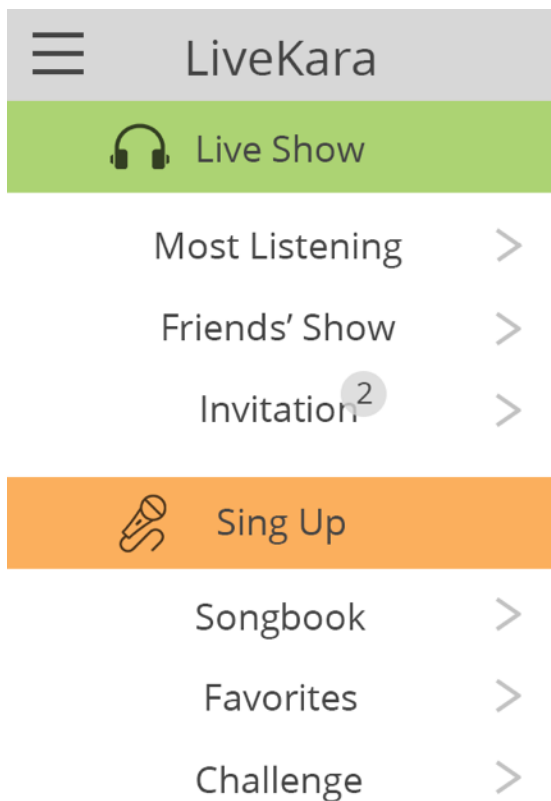 LiveKara
Live Show
Most Listening
Friends’ Show
Invitation 2
Sing Up
Songbook
Favorites
Challenge